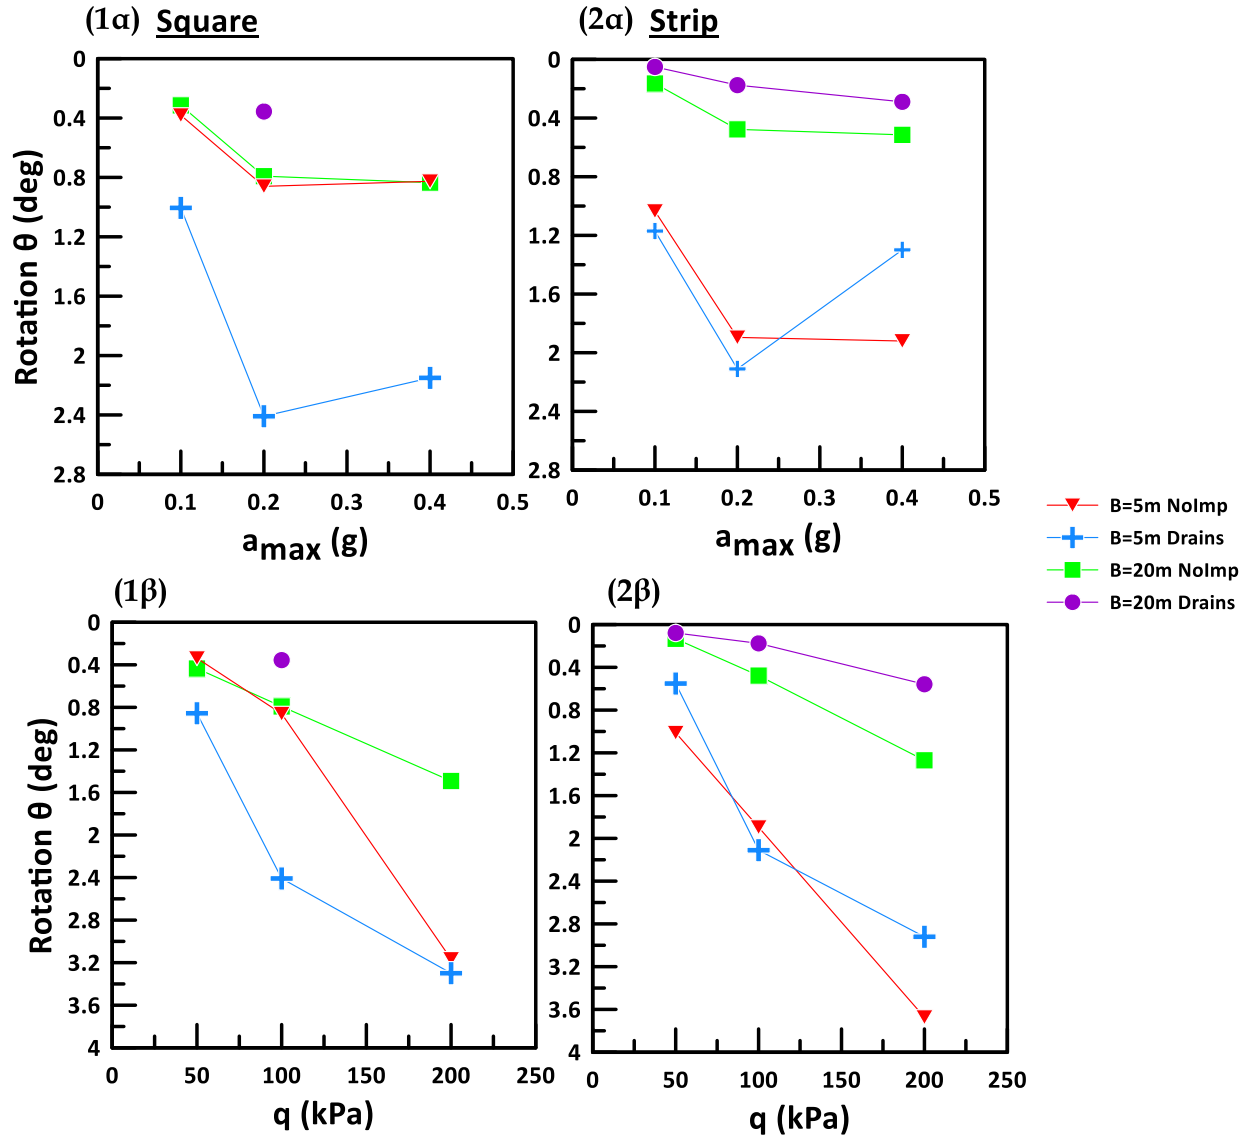 (1α) Square
(2α) Strip
0
0.4
0.8
1.2
1.6
2
2.4
2.8
Rotation θ (deg)
0 0.1 0.2 0.3 0.4 0.5
amax (g)
0
0.4
0.8
1.2
1.6
2
2.4
2.8
0 0.1 0.2 0.3 0.4 0.5
amax (g)
B=5m NoImp
B=5m Drains
B=20m NoImp
B=20m Drains
(1β)
(2β)
0
0.4
0.8
1.2
1.6
2
2.4
2.8
3.2
3.6
4
Rotation θ (deg)
0 50 100 150 200 250
q (kPa)
0
0.4
0.8
1.2
1.6
2
2.4
2.8
3.2
3.6
4
0 50 100 150 200 250
q (kPa)